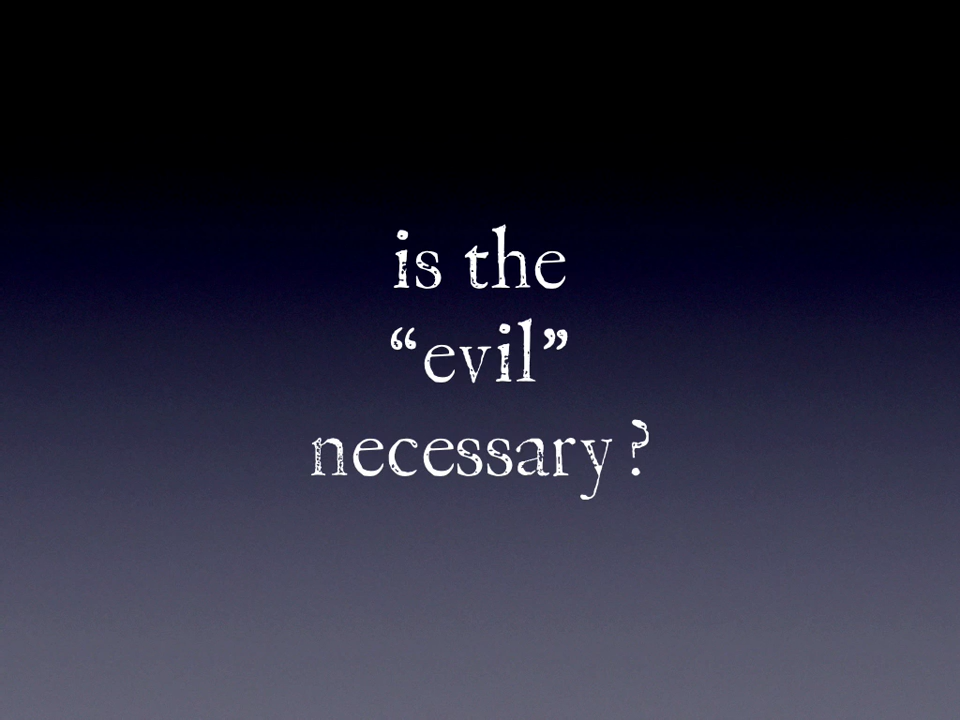 is the
“evil”
necessary ?